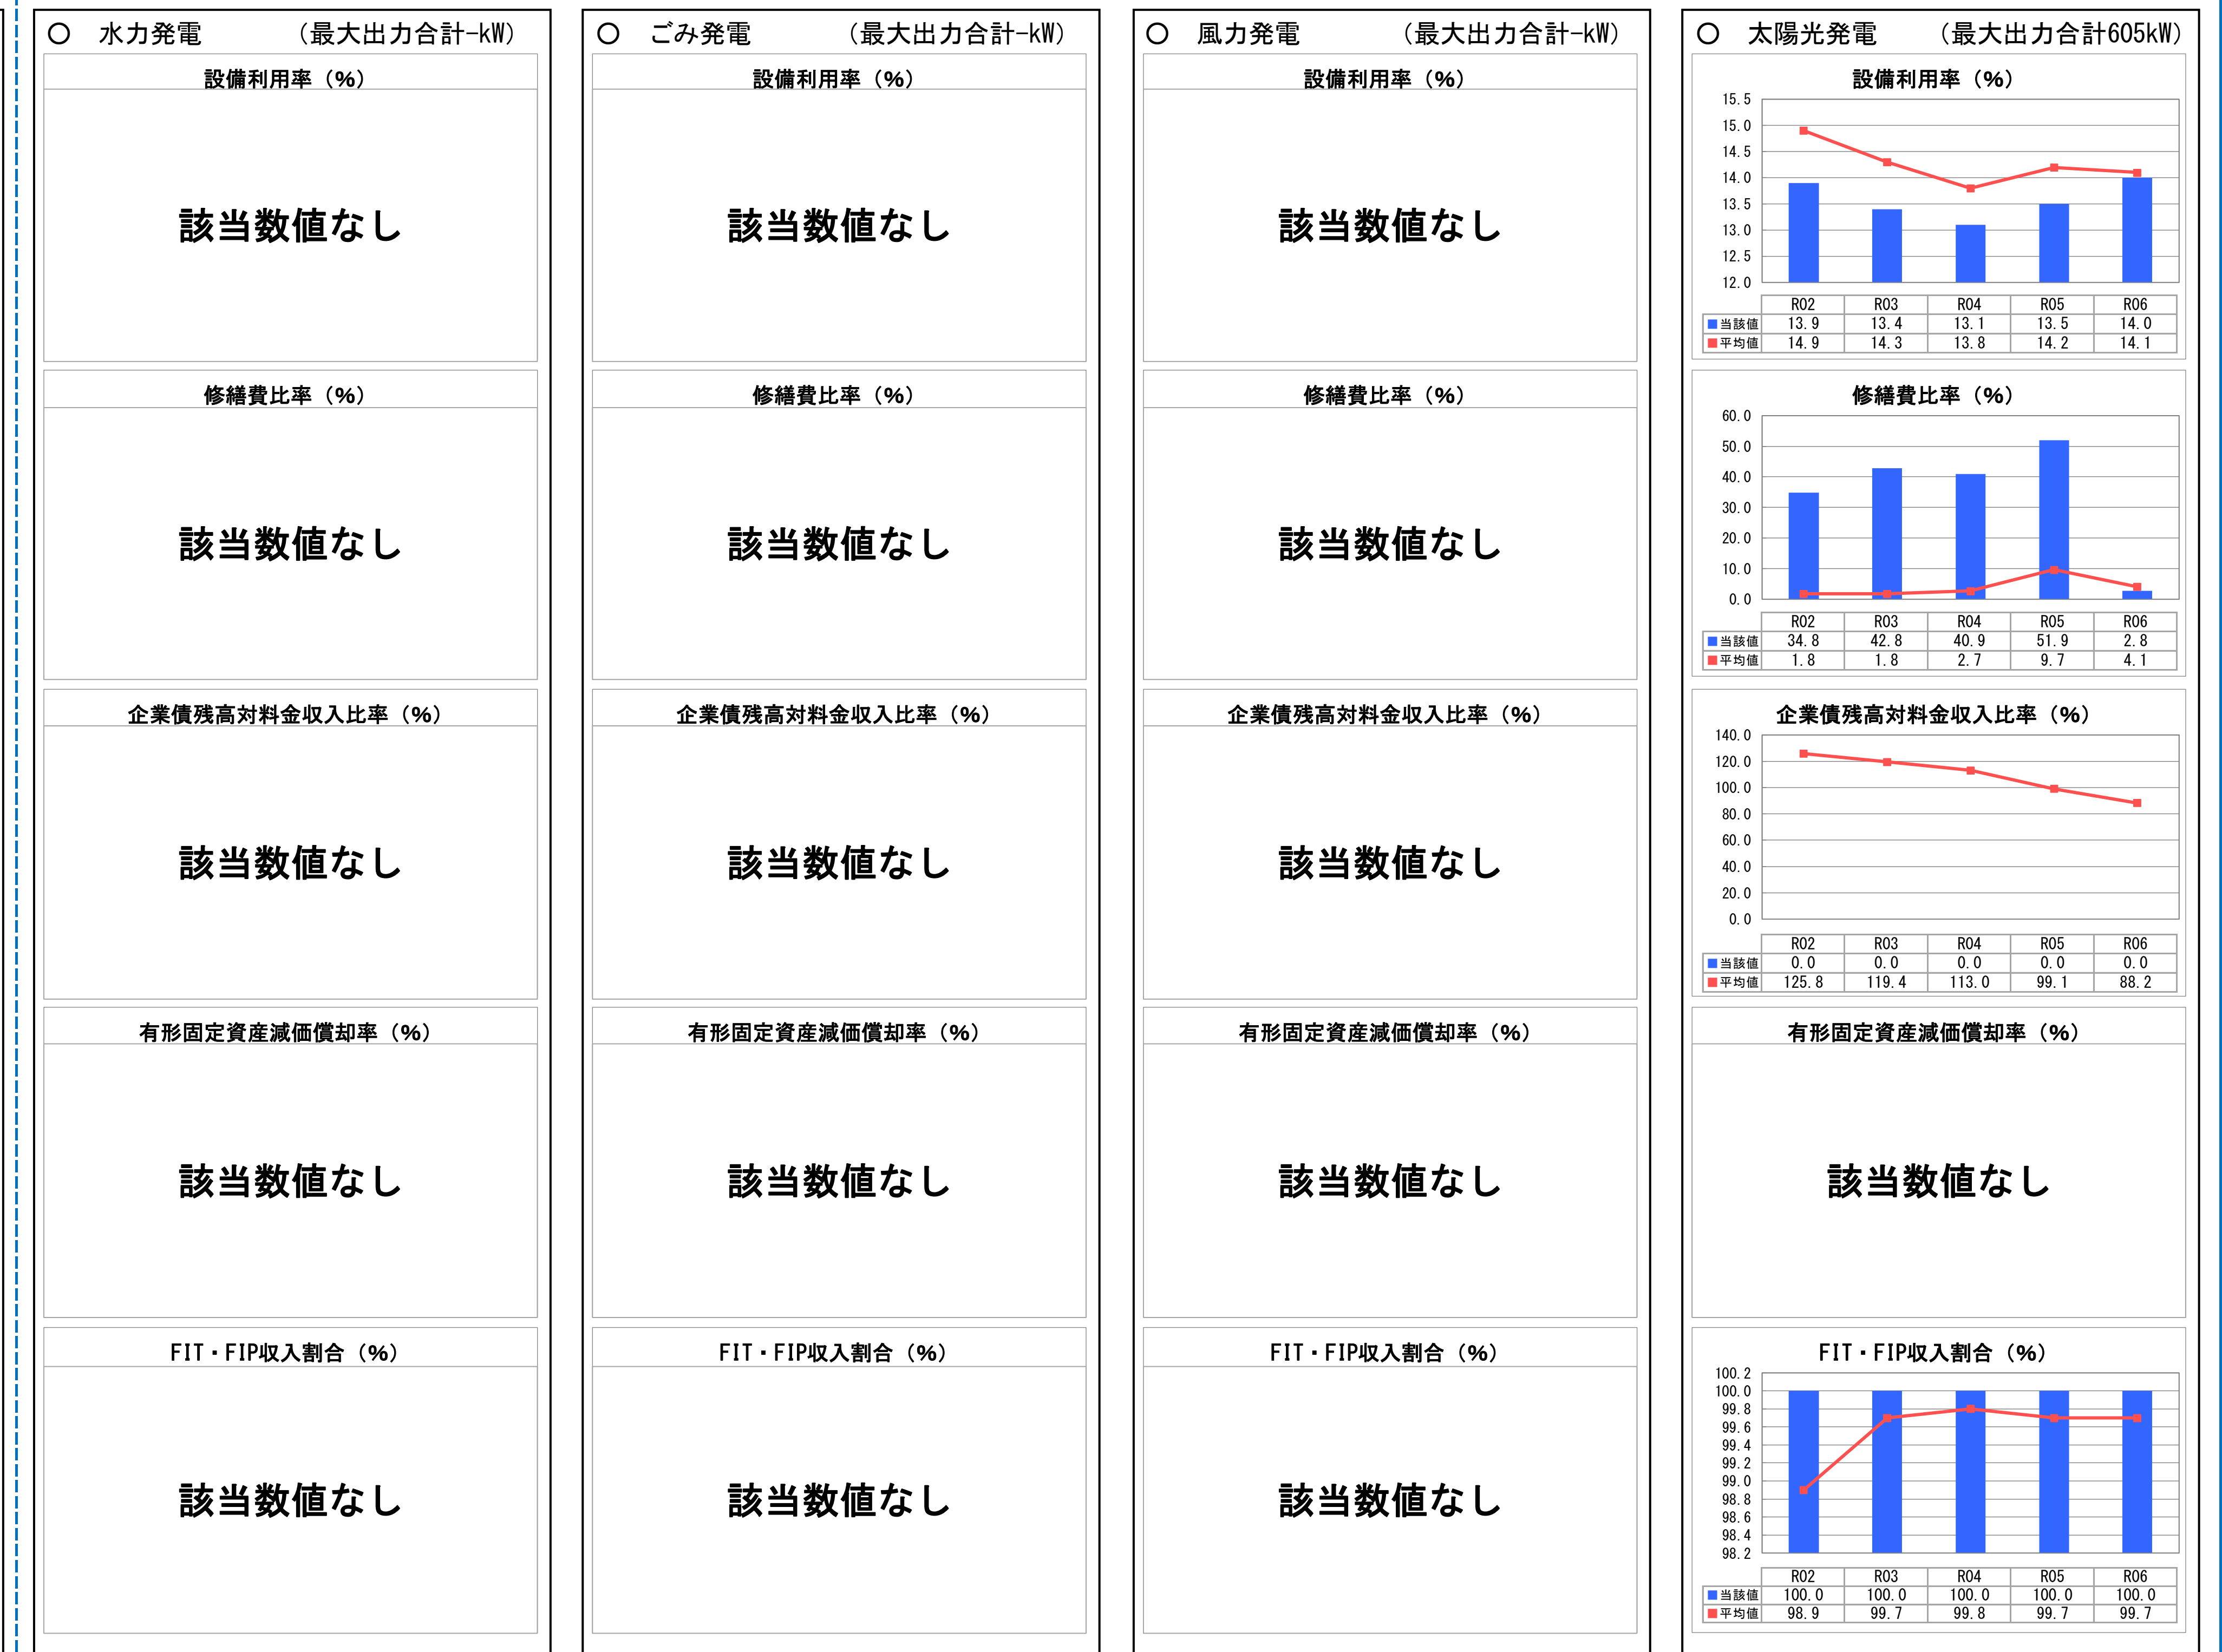 ○ 水力発電 （最大出力合計-kW）
設備利用率（%）
該当数値なし
修繕費比率（%）
該当数値なし
企業債残高対料金収入比率（%）
該当数値なし
有形固定資産減価償却率（%）
該当数値なし
FIT・FIP収入割合（%）
該当数値なし
○ ごみ発電 （最大出力合計-kW）
設備利用率（%）
該当数値なし
修繕費比率（%）
該当数値なし
企業債残高対料金収入比率（%）
該当数値なし
有形固定資産減価償却率（%）
該当数値なし
FIT・FIP収入割合（%）
該当数値なし
○ 風力発電 （最大出力合計-kW）
設備利用率（%）
該当数値なし
修繕費比率（%）
該当数値なし
企業債残高対料金収入比率（%）
該当数値なし
有形固定資産減価償却率（%）
該当数値なし
FIT・FIP収入割合（%）
該当数値なし
○ 太陽光発電 （最大出力合計605kW）
設備利用率（%）
15.5
15.0
14.5
14.0
13.5
13.0
12.5
12.0
R02 R03 R04 R05 R06
当該値 13.9 13.4 13.1 13.5 14.0
平均値 14.9 14.3 13.8 14.2 14.1
修繕費比率（%）
60.0
50.0
40.0
30.0
20.0
10.0
0.0
R02 R03 R04 R05 R06
当該値 34.8 42.8 40.9 51.9 2.8
平均値 1.8 1.8 2.7 9.7 4.1
企業債残高対料金収入比率（%）
140.0
120.0
100.0
80.0
60.0
40.0
20.0
0.0
R02 R03 R04 R05 R06
当該値 0.0 0.0 0.0 0.0 0.0
平均値 125.8 119.4 113.0 99.1 88.2
有形固定資産減価償却率（%）
該当数値なし
FIT・FIP収入割合（%）
100.2
100.0
99.8
99.6
99.4
99.2
99.0
98.8
98.6
98.4
98.2
R02 R03 R04 R05 R06
当該値 100.0 100.0 100.0 100.0 100.0
平均値 98.9 99.7 99.8 99.7 99.7